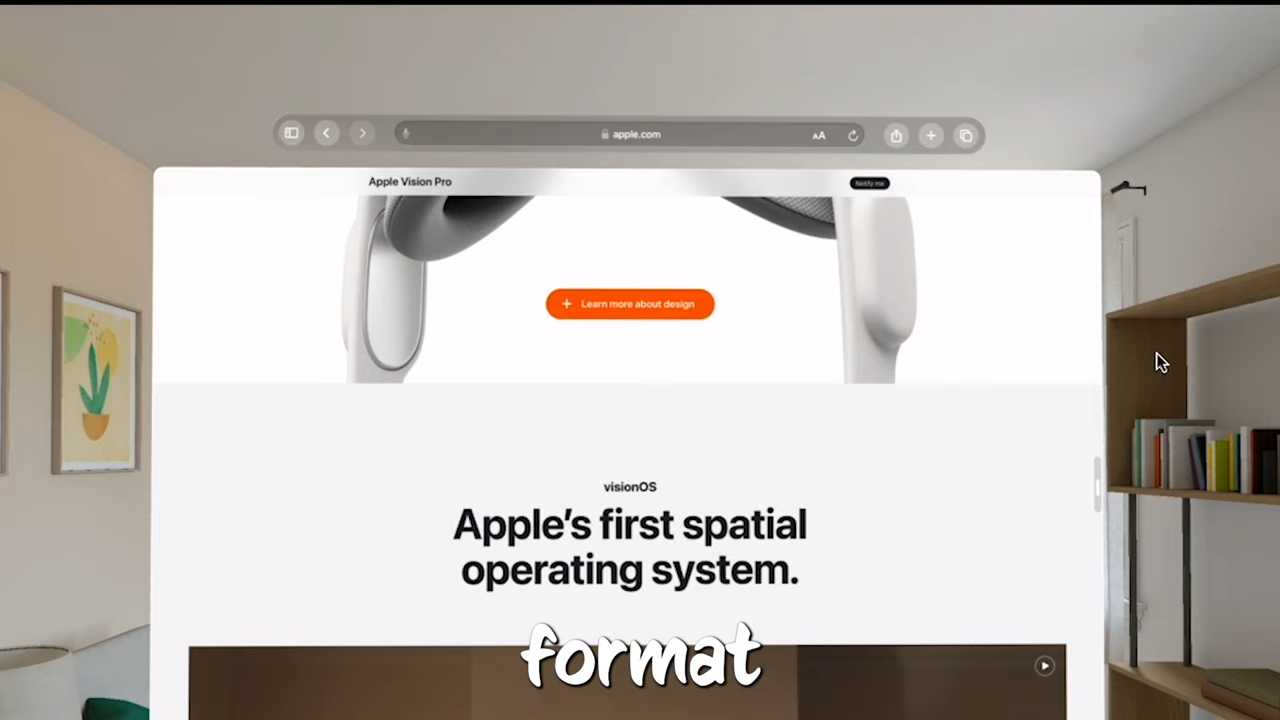 apple.com
AA
Apple Vision Pro
Notify me
Learn more about design
visionOS
Apple's first spatial
operating system.
format